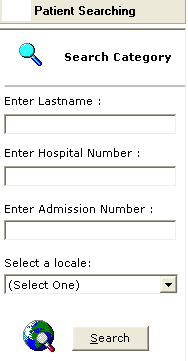 Patient Searching
Search Category
Enter Lastname :
Enter Hospital Number :
Enter Admission Number :
Select a locale:
(Select One)
Search